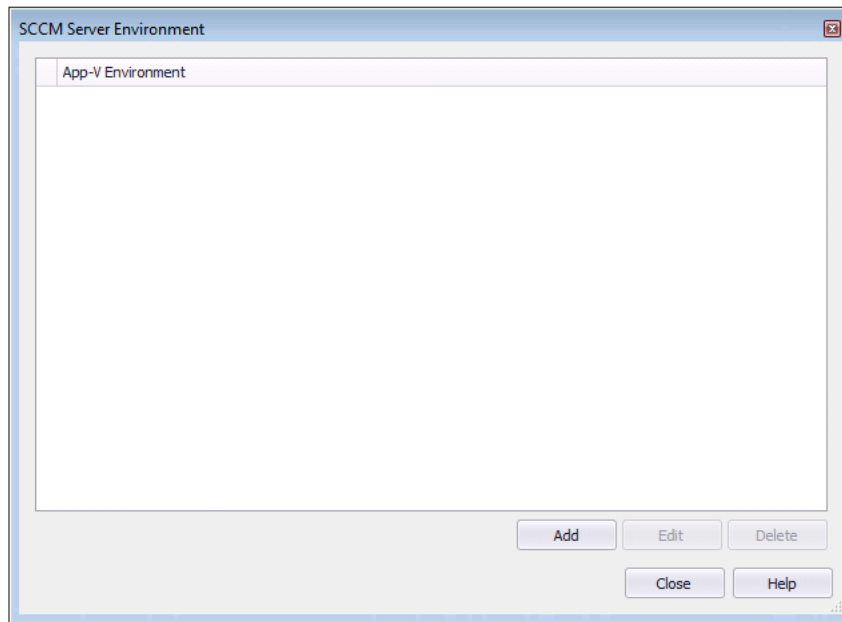 SCCM Server Environment
App-V Environment
Add Edit Delete
Close Help